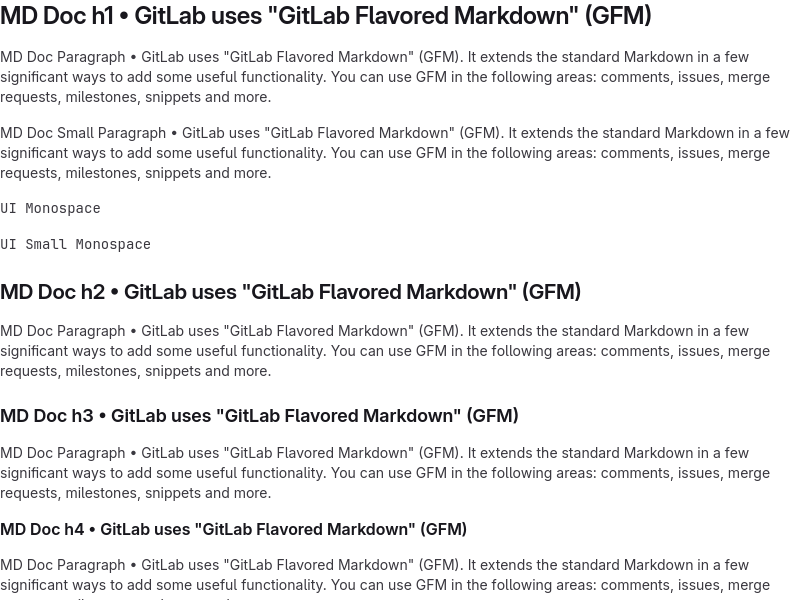 MD Doc h1 • GitLab uses "GitLab Flavored Markdown" (GFM)
MD Doc Paragraph • GitLab uses "GitLab Flavored Markdown" (GFM). It extends the standard Markdown in a few
significant ways to add some useful functionality. You can use GFM in the following areas: comments, issues, merge
requests, milestones, snippets and more.
MD Doc Small Paragraph • GitLab uses "GitLab Flavored Markdown" (GFM). It extends the standard Markdown in a few
significant ways to add some useful functionality. You can use GFM in the following areas: comments, issues, merge
requests, milestones, snippets and more.
UI Monospace
UI Small Monospace
MD Doc h2 • GitLab uses "GitLab Flavored Markdown" (GFM)
MD Doc Paragraph • GitLab uses "GitLab Flavored Markdown" (GFM). It extends the standard Markdown in a few
significant ways to add some useful functionality. You can use GFM in the following areas: comments, issues, merge
requests, milestones, snippets and more.
MD Doc h3 • GitLab uses "GitLab Flavored Markdown" (GFM)
MD Doc Paragraph • GitLab uses "GitLab Flavored Markdown" (GFM). It extends the standard Markdown in a few
significant ways to add some useful functionality. You can use GFM in the following areas: comments, issues, merge
requests, milestones, snippets and more.
MD Doc h4 • GitLab uses "GitLab Flavored Markdown" (GFM)
MD Doc Paragraph • GitLab uses "GitLab Flavored Markdown" (GFM). It extends the standard Markdown in a few
significant ways to add some useful functionality. You can use GFM in the following areas: comments, issues, merge